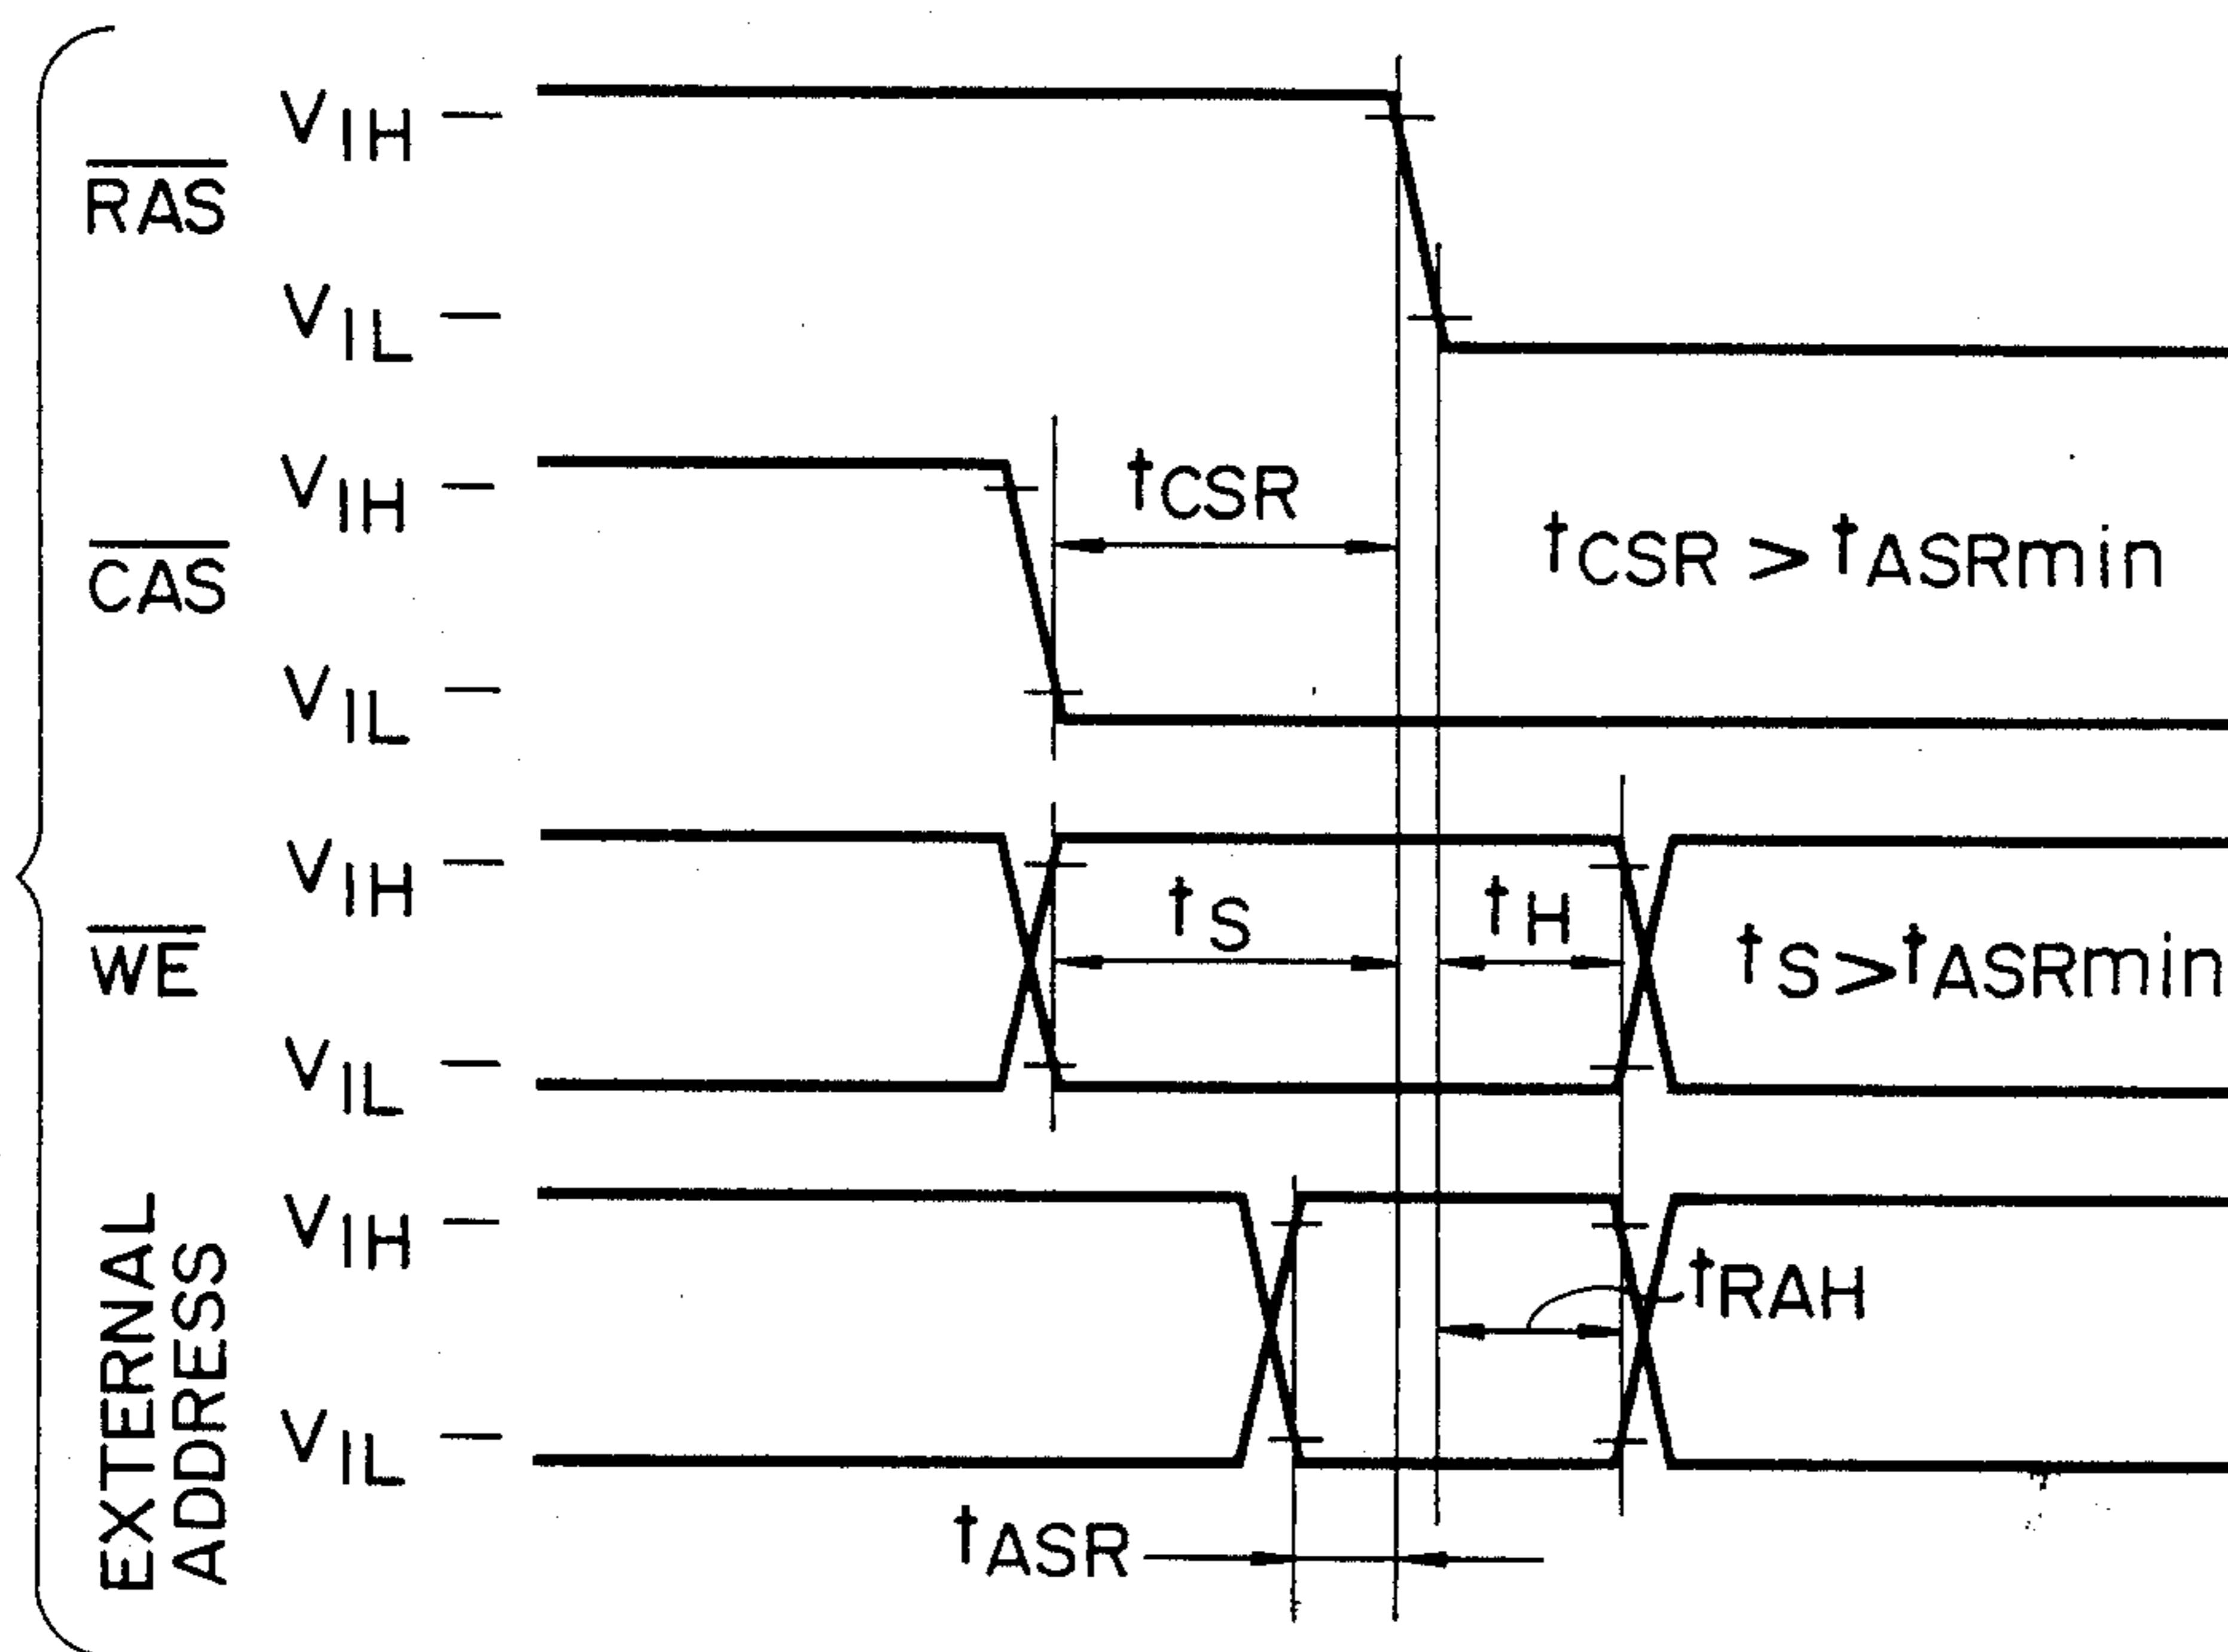 VIH
RAS
VIL
VIH
tCSR
tCSR > tASRmin
CAS
VIL
VIH
tS
tH
tS>tASRmin
WE
VIL
VIH
EXTERNAL
ADDRESS
tRAH
VIL
tASR